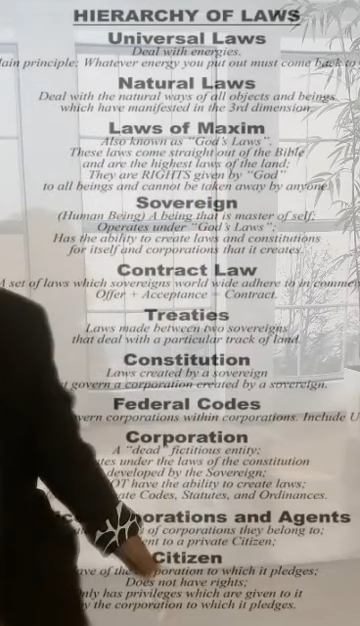 HIERARCHY OF LAWS
Universal Laws
Deal with energies.
Main principle: Whatever energy you put out must come back to
Natural Laws
Deal with the natural ways of all objects and beings
which have manifested in the 3rd dimension.
Laws of Maxim
Also known as "God's Laws".
These laws come straight out of the Bible
and are the highest laws of the land;
They are RIGHTS given by "God"
to all beings and cannot be taken away by anyone.
Sovereign
(Human Being) A being that is master of self;
Operates under "God's Laws";
Has the ability to create laws and constitutions
for itself and corporations that it creates.
Contract Law
A set of laws which sovereigns world wide adhere to in commer
Offer + Acceptance = Contract.
Treaties
Laws made between two sovereigns
that deal with a particular track of land.
Constitution
Laws created by a sovereign
t govern a corporation created by a sovereign.
Federal Codes
vern corporations within corporations. Include U
Corporation
A "dead" fictitious entity;
tes under the laws of the constitution
developed by the Sovereign;
OT have the ability to create laws;
ate Codes, Statutes, and Ordinances.
orporations and Agents
of corporations they belong to;
ent to a private Citizen;
Citizen
ave of the poration to which it pledges;
Does not have rights;
nly has privileges which are given to it
y the corporation to which it pledges.